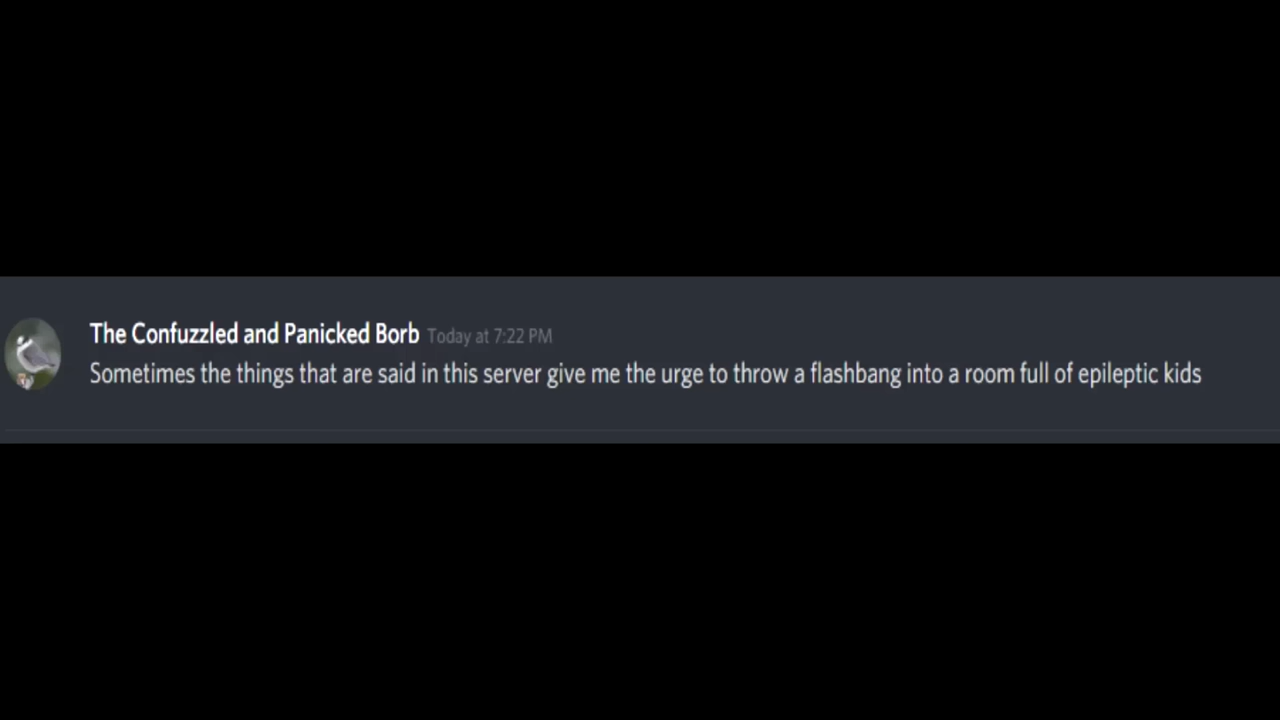 The Confuzzled and Panicked Borb Today at 7:22 PM
Sometimes the things that are said in this server give me the urge to throw a flashbang into a room full of epileptic kids